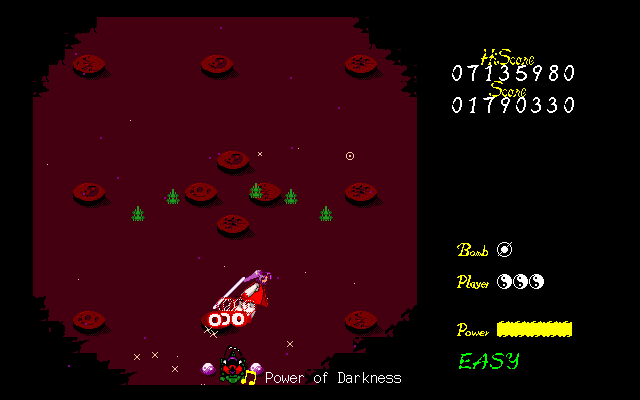 HiScore
07135980
Score
01790330
Bomb
Player
Power
EASY
♫ Power of Darkness